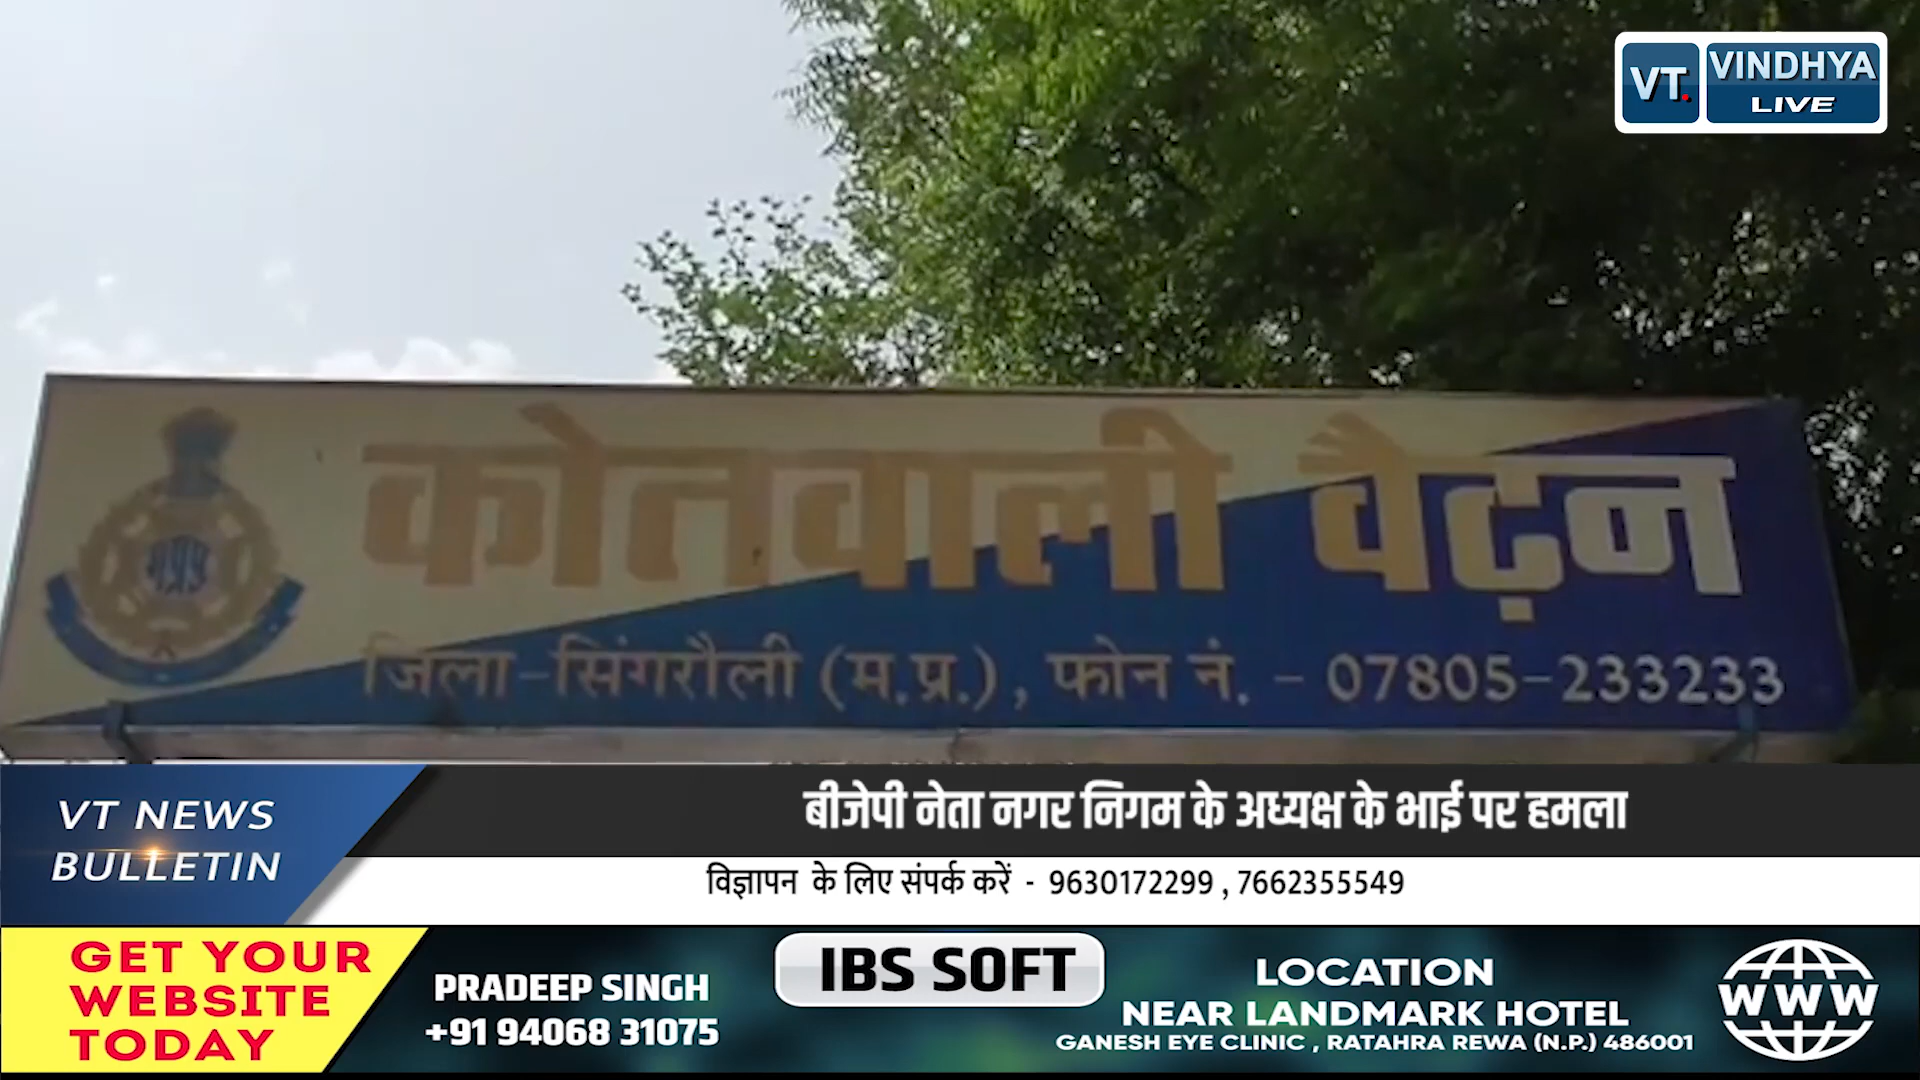 VT.
VINDHYA
LIVE
मप्रपु
कोतवाली वैढ़न
जिला-सिंगरौली (म.प्र.), फोन नं. - 07805-233233
VT NEWS
BULLETIN
बीजेपी नेता नगर निगम के अध्यक्ष के भाई पर हमला
विज्ञापन के लिए संपर्क करें - 9630172299 , 7662355549
GET YOUR
WEBSITE
TODAY
PRADEEP SINGH
+91 94068 31075
IBS SOFT
LOCATION
NEAR LANDMARK HOTEL
GANESH EYE CLINIC , RATAHRA REWA (N.P.) 486001
WWW